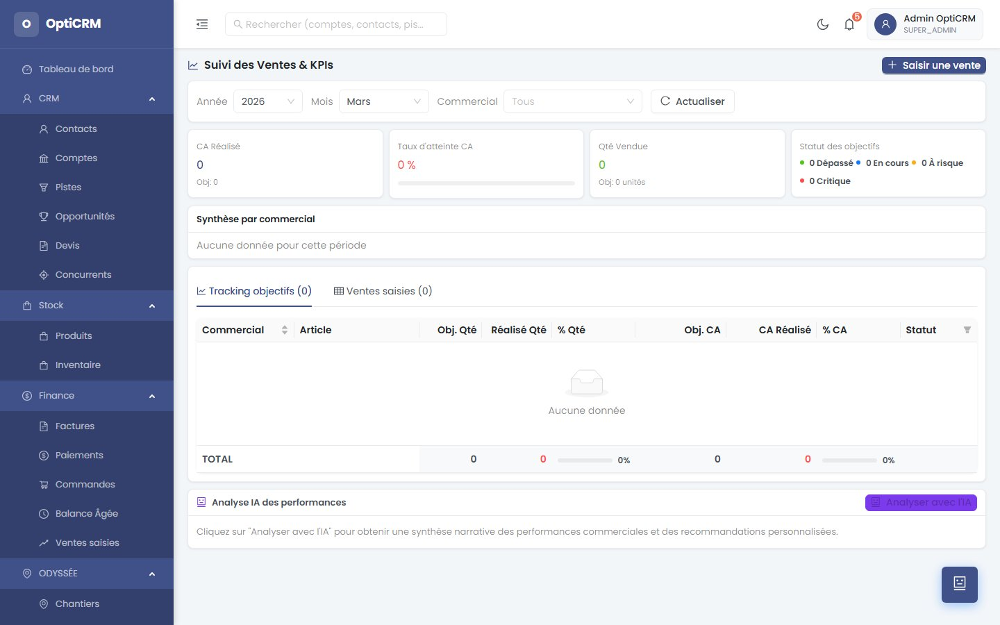 O OptiCRM
Rechercher (comptes, contacts, pis...
5
Admin OptiCRM
SUPER_ADMIN
Tableau de bord
CRM
Contacts
Comptes
Pistes
Opportunités
Devis
Concurrents
Stock
Produits
Inventaire
Finance
Factures
Paiements
Commandes
Balance Âgée
Ventes saisies
ODYSSÉE
Chantiers
Suivi des Ventes & KPIs
Saisir une vente
Année 2026 Mois Mars Commercial Tous Actualiser
CA Réalisé
0
Obj: 0
Taux d'atteinte CA
0 %
Qté Vendue
0
Obj: 0 unités
Statut des objectifs
0 Dépassé 0 En cours 0 À risque
0 Critique
Synthèse par commercial
Aucune donnée pour cette période
Tracking objectifs (0) Ventes saisies (0)
Commercial Article Obj. Qté Réalisé Qté % Qté Obj. CA CA Réalisé % CA Statut
Aucune donnée
TOTAL 0 0 0% 0 0 0%
Analyse IA des performances
Analyser avec l'IA
Cliquez sur "Analyser avec l'IA" pour obtenir une synthèse narrative des performances commerciales et des recommandations personnalisées.